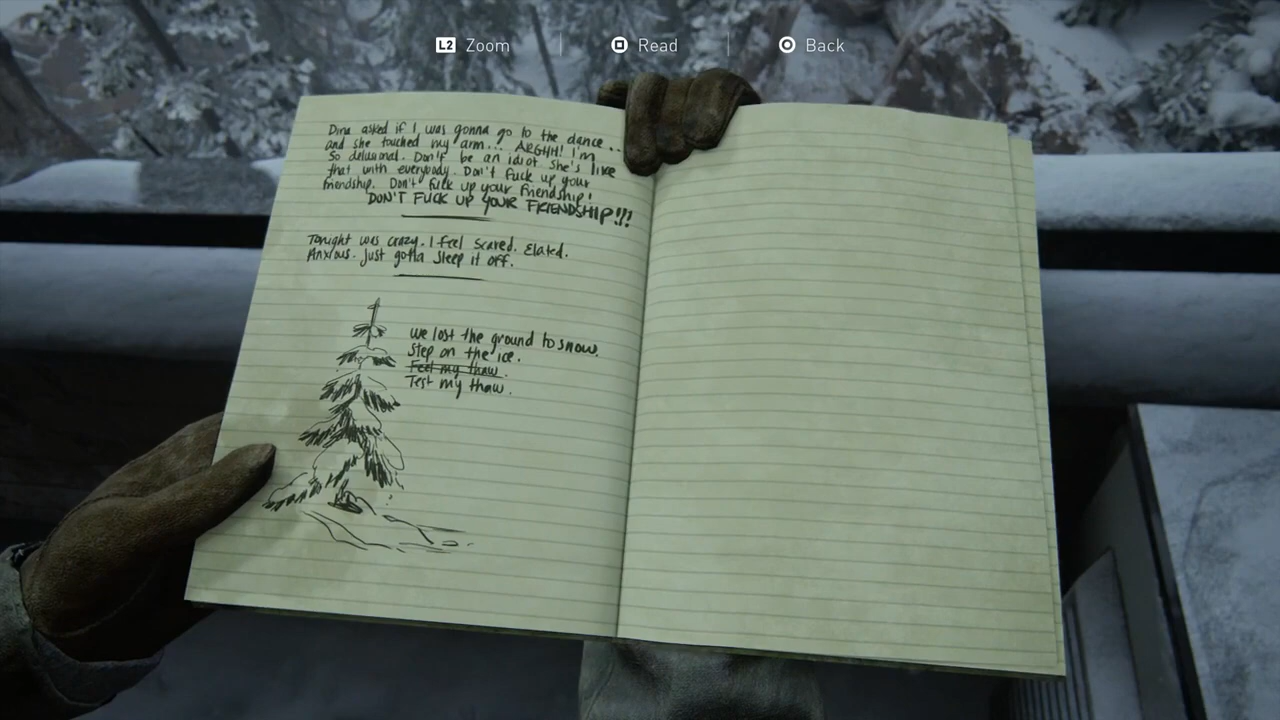 L2 Zoom
Read
Back
Dina asked if I was gonna go to the dance...
and she touched my arm... ARGHH! I'm
So delusional. Don't be an idiot. She's like
that with everybody. Don't fuck up your
friendship. Don't fuck up your friendship!
DON'T FUCK UP YOUR FRIENDSHIP!!!
Tonight was crazy. I feel scared. Elated.
Anxious. Just gotta sleep it off.
We lost the ground to snow.
Step on the ice.
Feel my thaw.
Test my thaw.